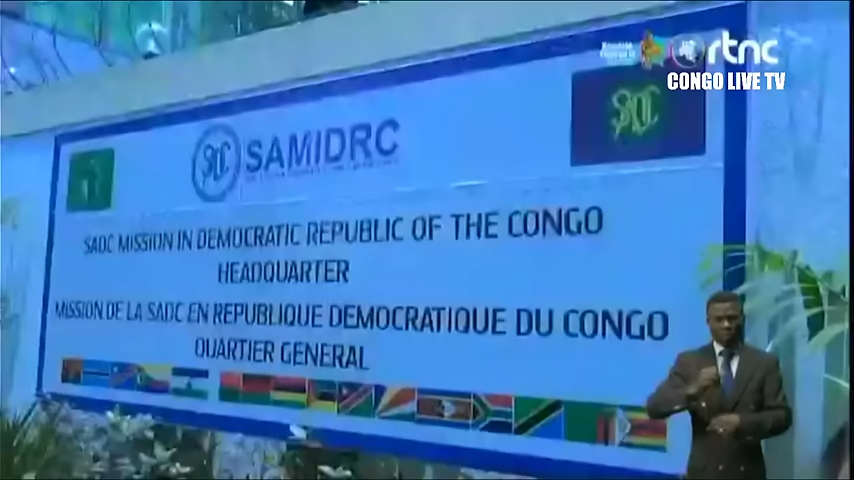 rtnc
CONGO LIVE TV
SADC
SAMIDRC
SADC MISSION IN DEMOCRATIC REPUBLIC OF THE CONGO
HEADQUARTER
MISSION DE LA SADC EN REPUBLIQUE DEMOCRATIQUE DU CONGO
QUARTIER GENERAL